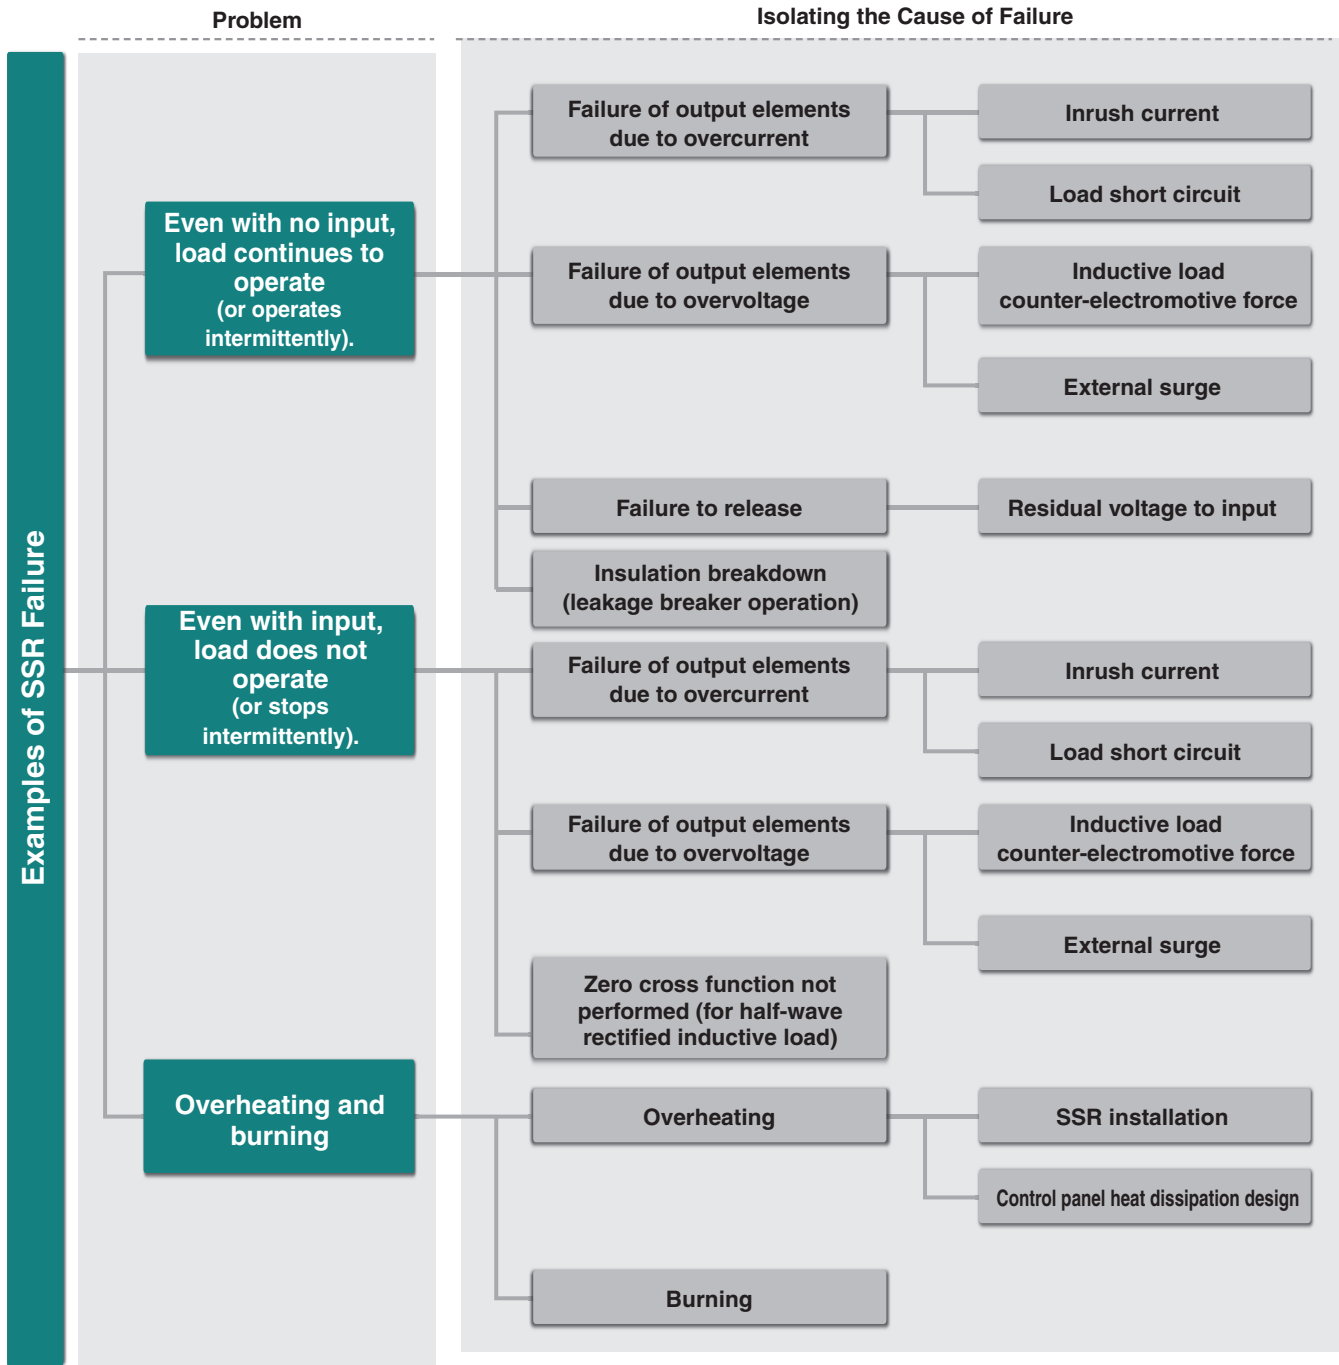 Problem
Isolating the Cause of Failure
Examples of SSR Failure
Even with no input,
load continues to
operate
(or operates
intermittently).
Failure of output elements
due to overcurrent
Inrush current
Load short circuit
Failure of output elements
due to overvoltage
Inductive load
counter-electromotive force
External surge
Failure to release
Residual voltage to input
Insulation breakdown
(leakage breaker operation)
Even with input,
load does not
operate
(or stops
intermittently).
Failure of output elements
due to overcurrent
Inrush current
Load short circuit
Failure of output elements
due to overvoltage
Inductive load
counter-electromotive force
External surge
Zero cross function not
performed (for half-wave
rectified inductive load)
Overheating and
burning
Overheating
SSR installation
Control panel heat dissipation design
Burning